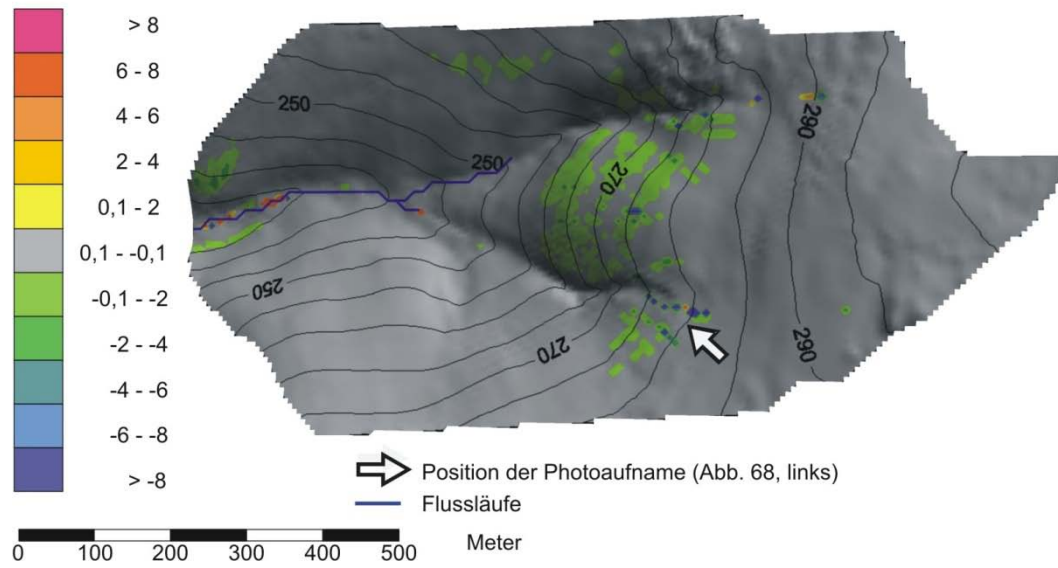 > 8
6 - 8
4 - 6
2 - 4
0,1 - 2
0,1 - -0,1
-0,1 - -2
-2 - -4
-4 - -6
-6 - -8
> -8
250
250
250
270
270
290
290
Position der Photoaufname (Abb. 68, links)
Flussläufe
0 100 200 300 400 500 Meter